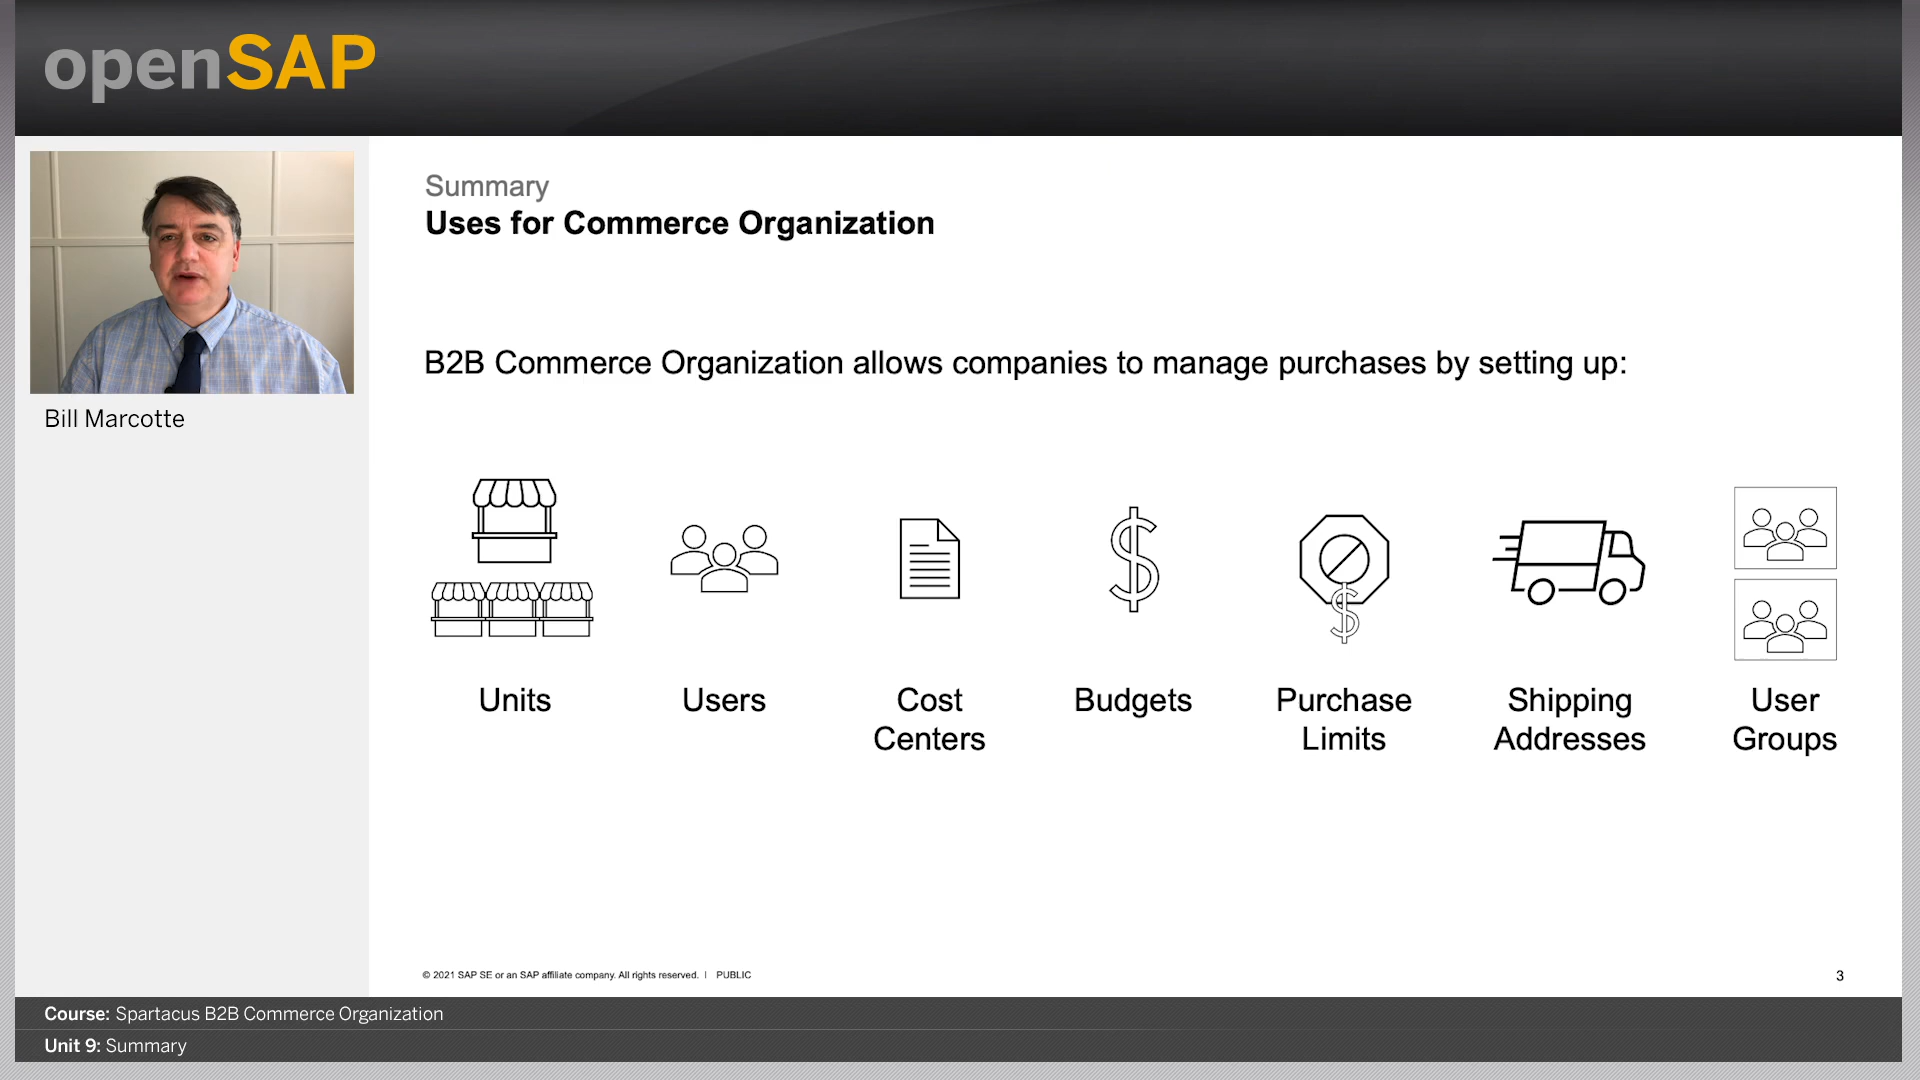 openSAP
Bill Marcotte
Summary
Uses for Commerce Organization
B2B Commerce Organization allows companies to manage purchases by setting up:
Units
Users
Cost
Centers
Budgets
Purchase
Limits
Shipping
Addresses
User
Groups
© 2021 SAP SE or an SAP affiliate company. All rights reserved. | PUBLIC
3
Course: Spartacus B2B Commerce Organization
Unit 9: Summary